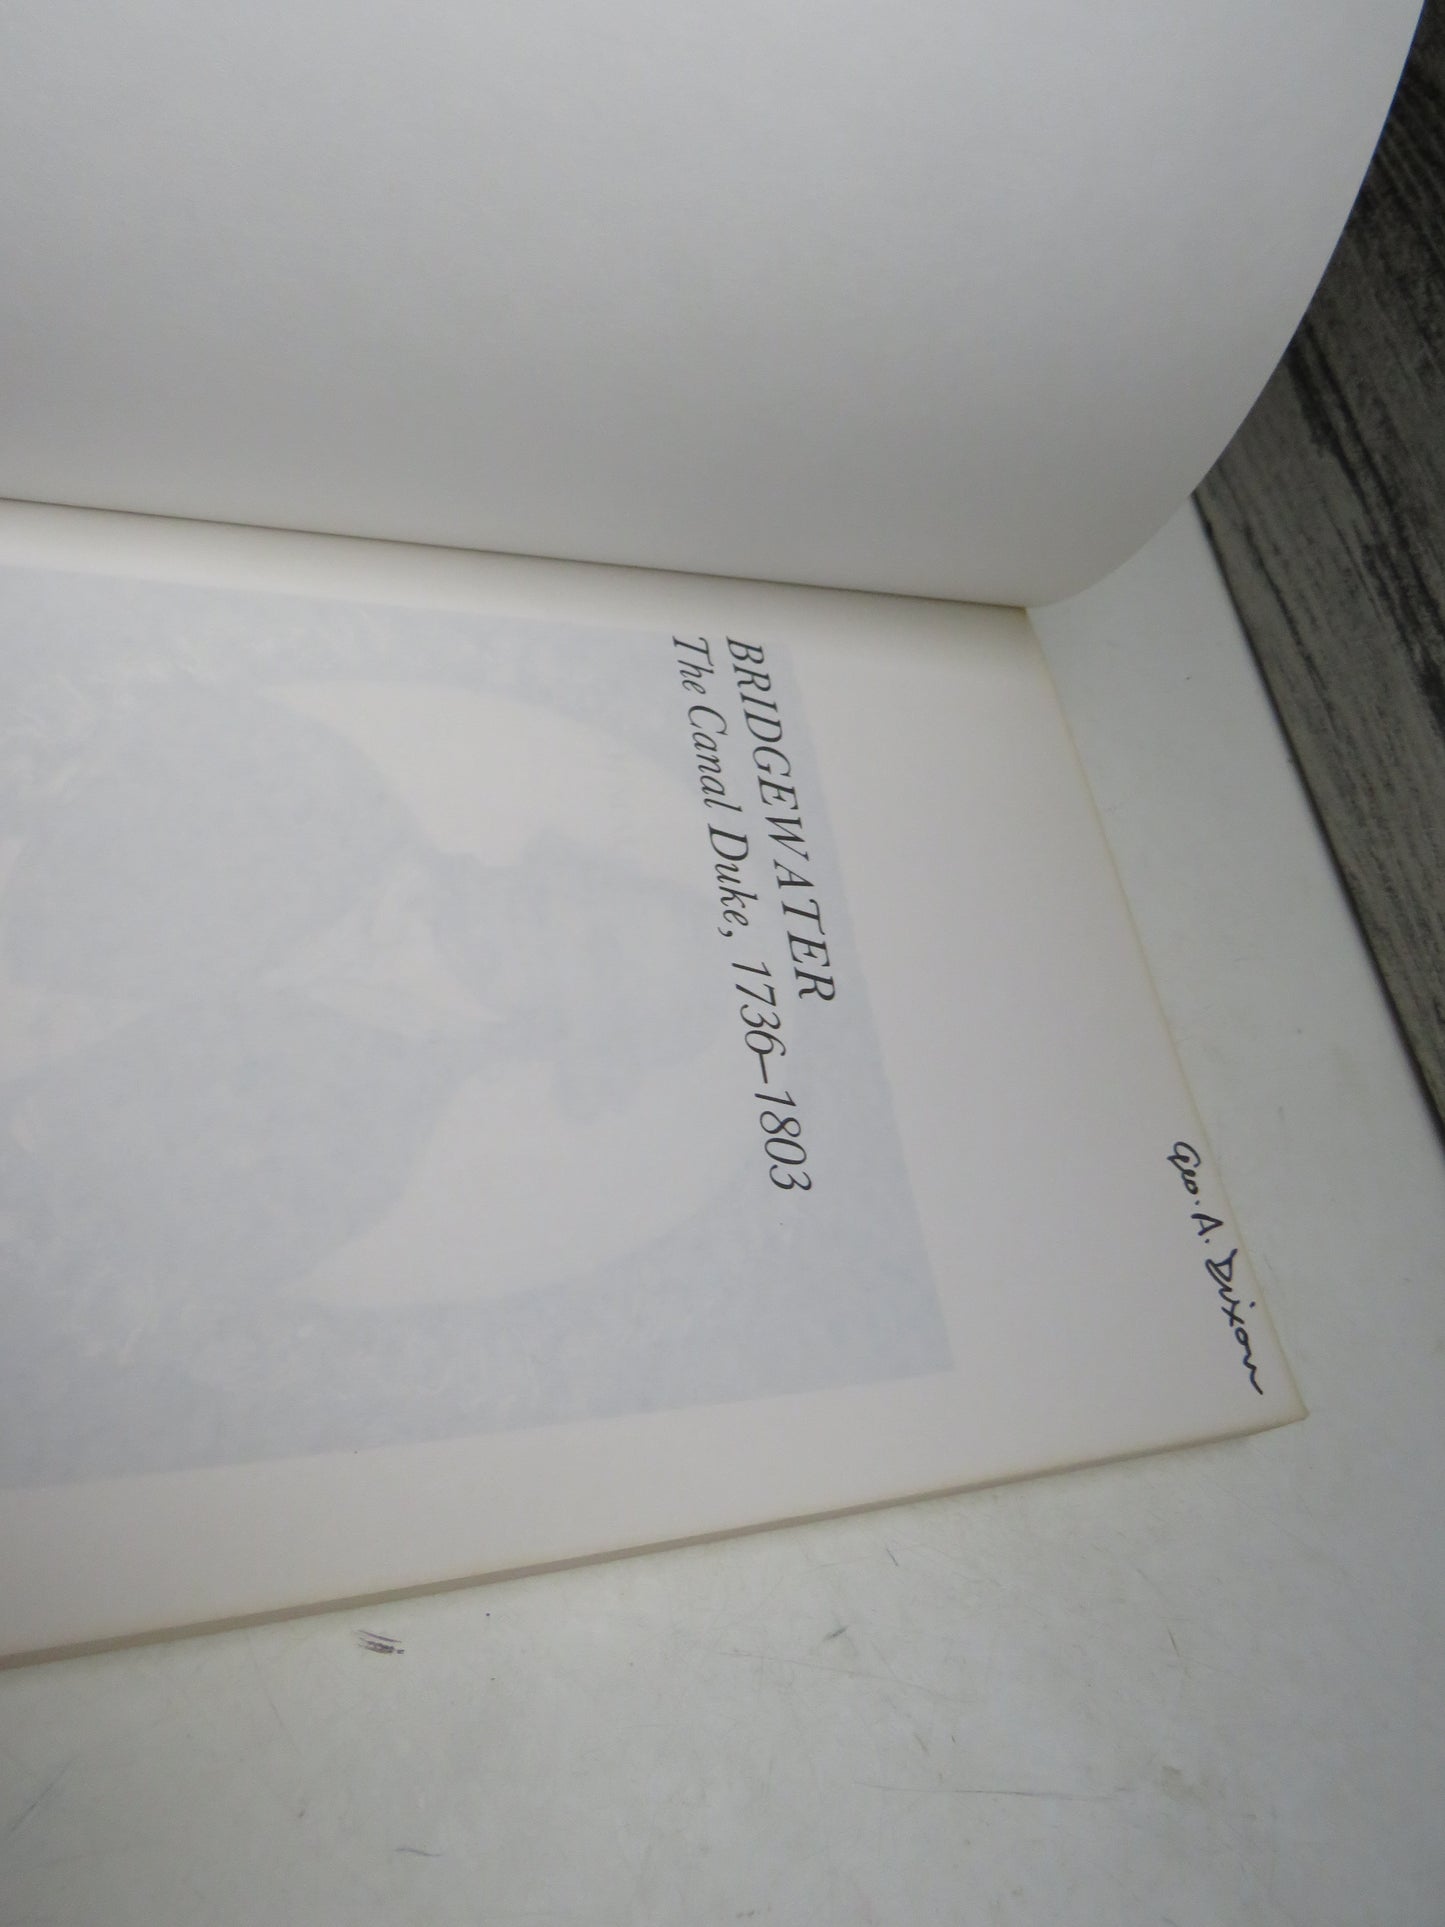 Geo. A. Dixon
BRIDGEWATER
The Canal Duke, 1736–1803